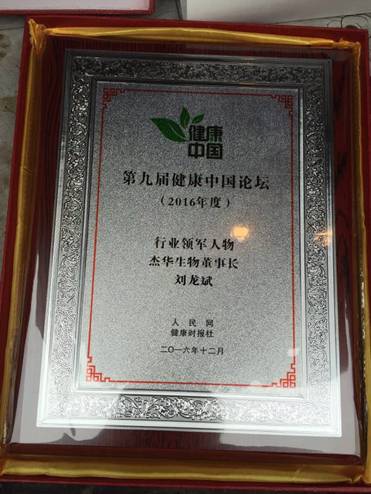 健康
中国
第九届健康中国论坛
（2016年度）
行业领军人物
杰华生物董事长
刘龙斌
人民网
健康时报社
二〇一六年十二月